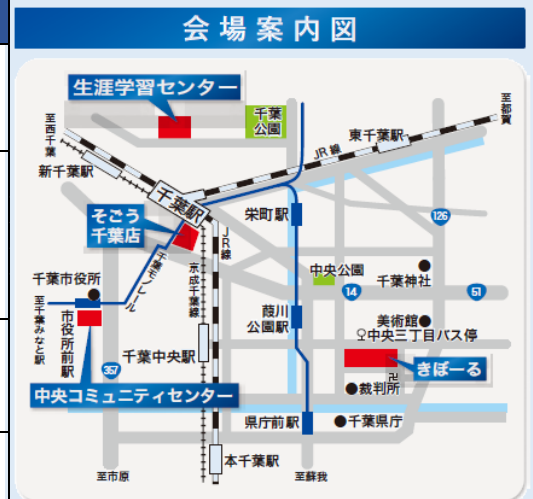 会場案内図
生涯学習センター
千葉
公園
至都賀
東千葉駅
JR線
至西千葉
新千葉駅
千葉駅
そごう
千葉店
栄町駅
126
JR線
京成千葉線
千葉モノレール
千葉市役所
至千葉みなと駅
市役所前駅
中央公園
千葉神社
14
51
葭川
公園駅
美術館
中央三丁目バス停
きぼーる
卍
裁判所
千葉中央駅
357
中央コミュニティセンター
県庁前駅
千葉県庁
本千葉駅
至市原
至蘇我